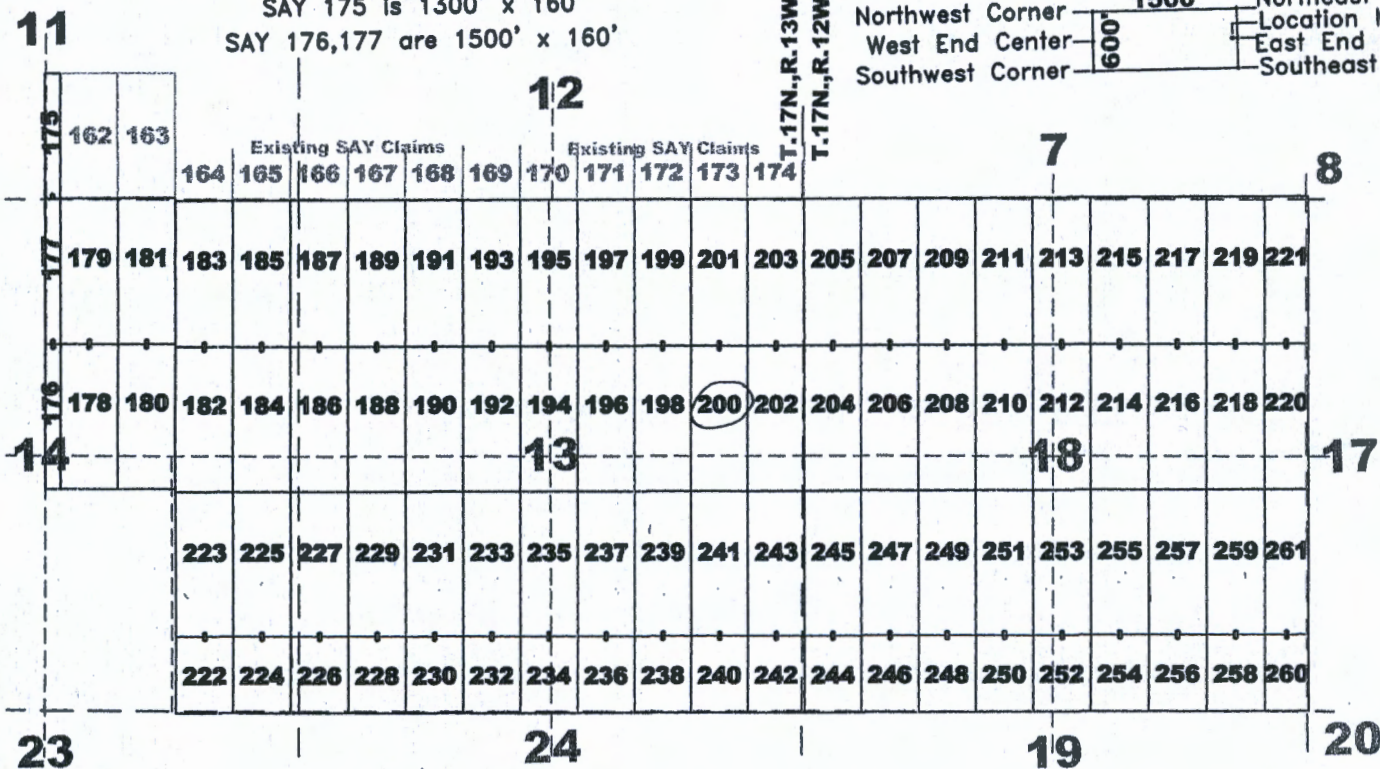 SAY 175 is 1300' x 160'
SAY 176,177 are 1500' x 160'
T.17N.,R.13W
T.17N.,R.12W
1500'
Northwest Corner
West End Center
Southwest Corner
600'
Location
East End
Southeast
11
12
7
8
175
162 163
Existing SAY Claims
Existing SAY Claims
164 165 166 167 168 169 170 171 172 173 174
177
179 181 183 185 187 189 191 193 195 197 199 201 203 205 207 209 211 213 215 217 219 221
176
178 180 182 184 186 188 190 192 194 196 198 200 202 204 206 208 210 212 214 216 218 220
14
13
18
17
223 225 227 229 231 233 235 237 239 241 243 245 247 249 251 253 255 257 259 261
222 224 226 228 230 232 234 236 238 240 242 244 246 248 250 252 254 256 258 260
23
24
19
20